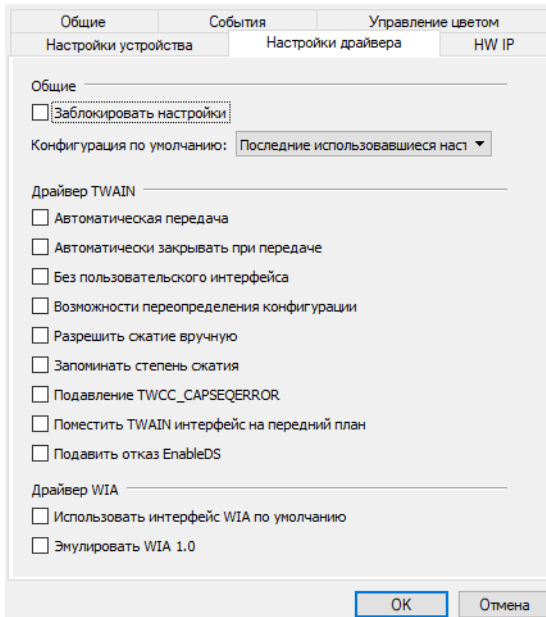 Общие События Управление цветом
Настройки устройства Настройки драйвера HW IP
Общие
Заблокировать настройки
Конфигурация по умолчанию: Последние использовавшиеся наст
Драйвер TWAIN
Автоматическая передача
Автоматически закрывать при передаче
Без пользовательского интерфейса
Возможности переопределения конфигурации
Разрешить сжатие вручную
Запоминать степень сжатия
Подавление TWCC_CAPSEQERROR
Поместить TWAIN интерфейс на передний план
Подавить отказ EnableDS
Драйвер WIA
Использовать интерфейс WIA по умолчанию
Эмулировать WIA 1.0
OK Отмена